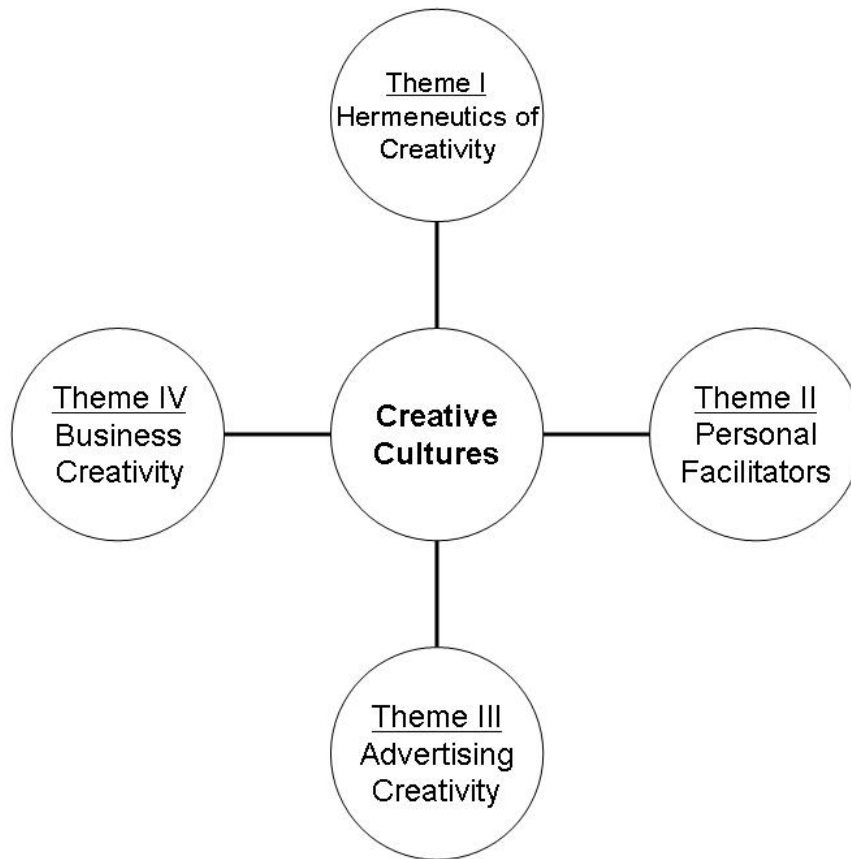 Theme I
Hermeneutics of
Creativity
Theme IV
Business
Creativity
Creative
Cultures
Theme II
Personal
Facilitators
Theme III
Advertising
Creativity